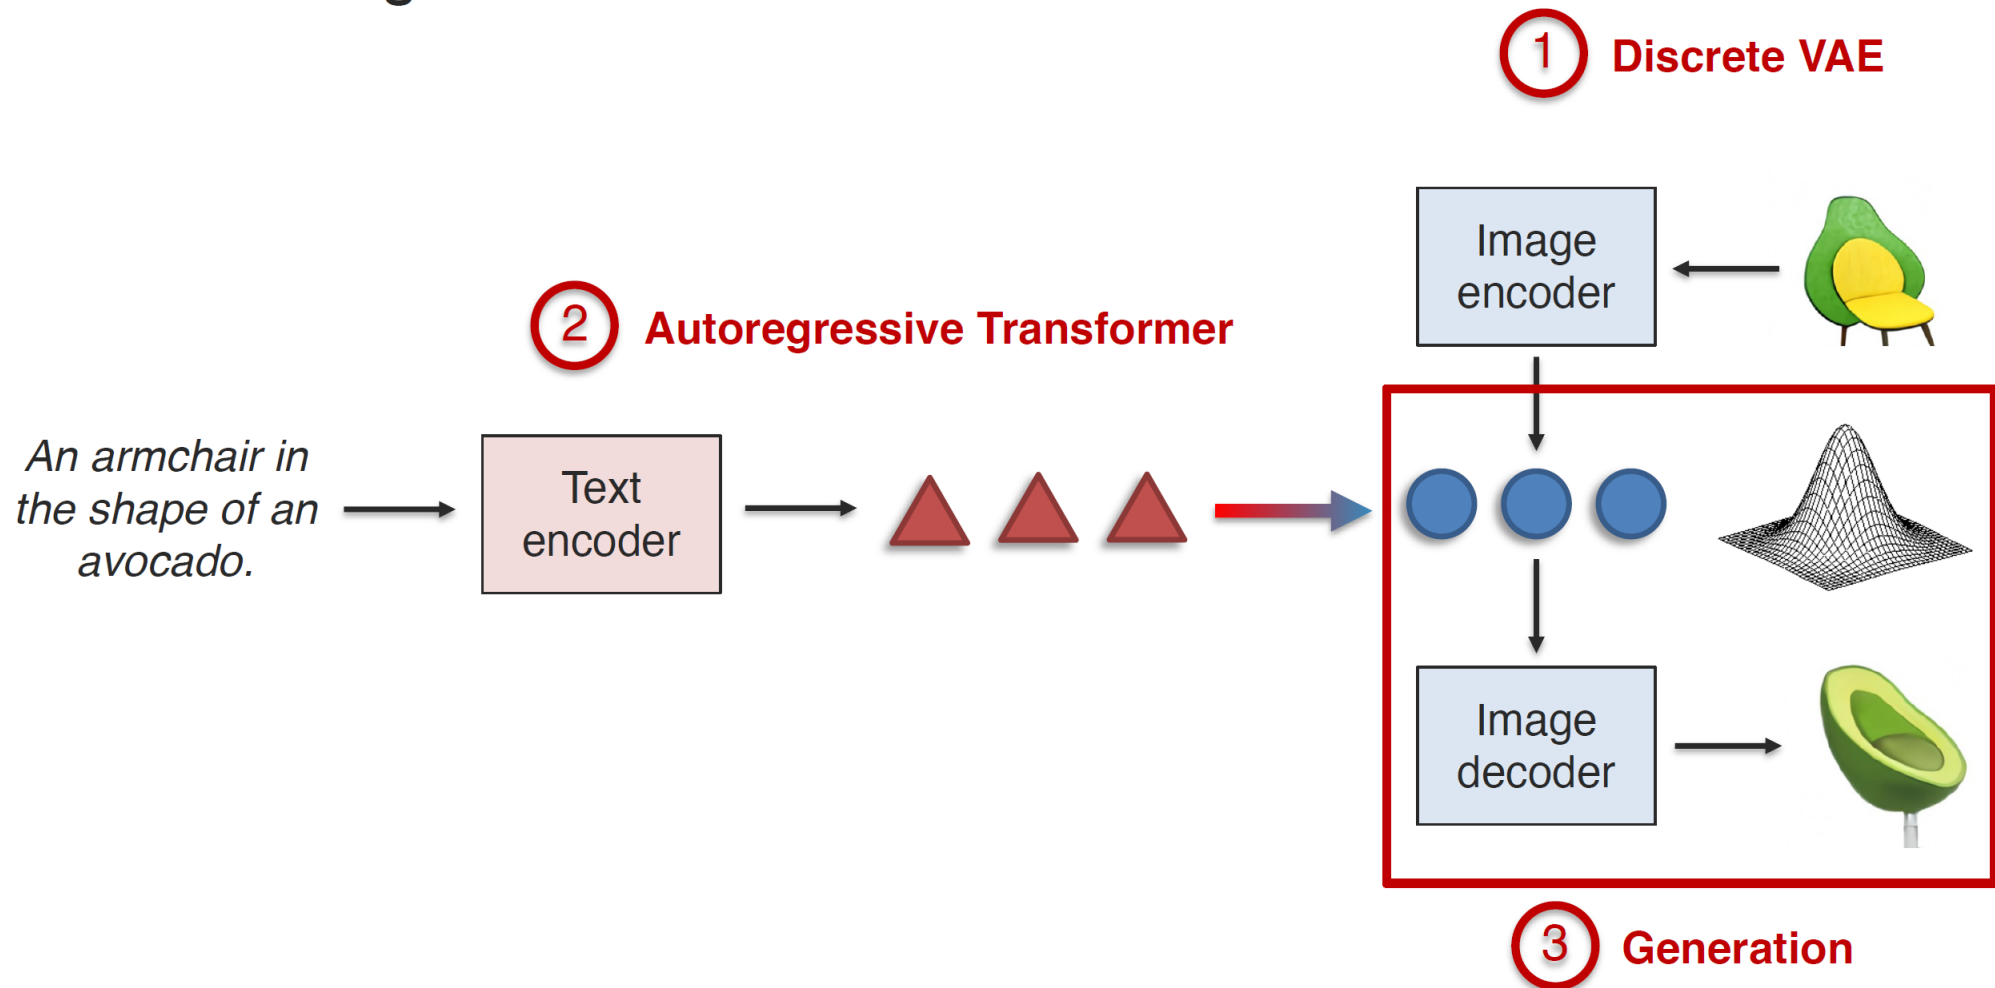 1 Discrete VAE
Image
encoder
2 Autoregressive Transformer
An armchair in
the shape of an
avocado.
Text
encoder
Image
decoder
3 Generation